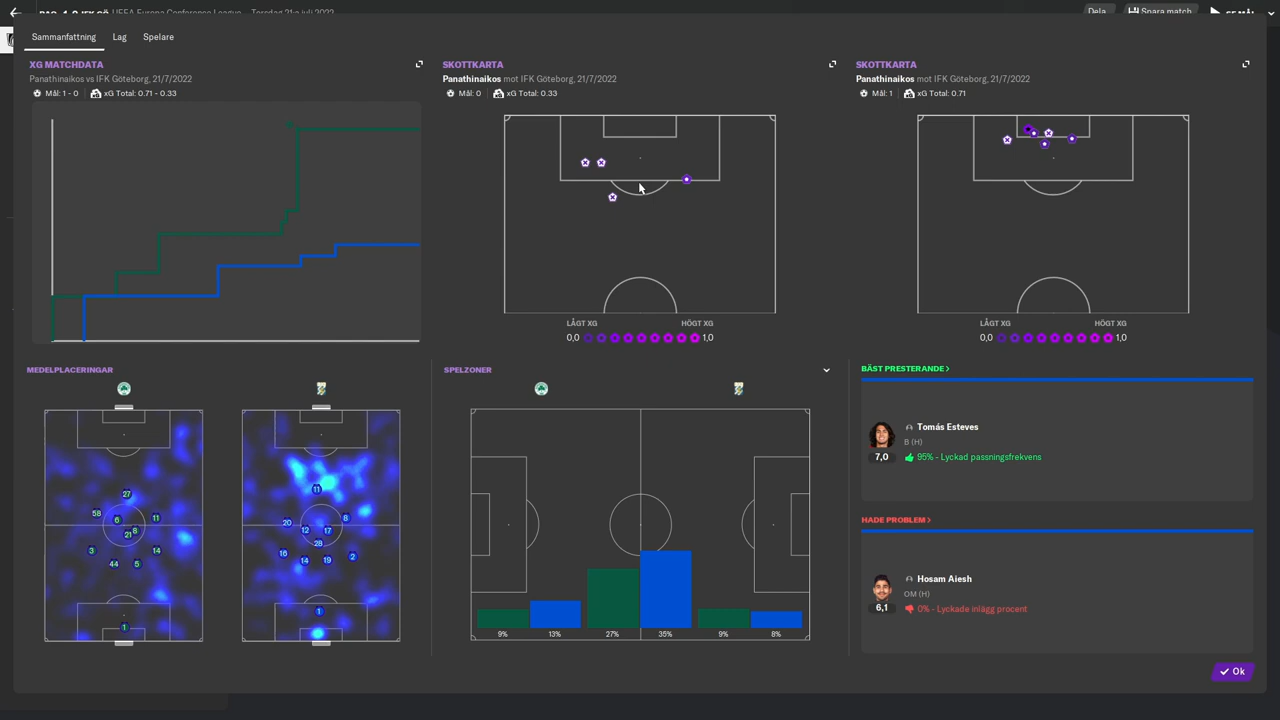 UEFA Europa Conference League Torsdag 21:a juli 2022
Dela
Spara match
SE MÅL
Sammanfattning
Lag
Spelare
XG MATCHDATA
Panathinaikos vs IFK Göteborg, 21/7/2022
Mål: 1 - 0
xG Total: 0.71 - 0.33
SKOTTKARTA
Panathinaikos mot IFK Göteborg, 21/7/2022
Mål: 0
xG Total: 0.33
LÅGT XG
HÖGT XG
0,0
1,0
SKOTTKARTA
Panathinaikos mot IFK Göteborg, 21/7/2022
Mål: 1
xG Total: 0.71
LÅGT XG
HÖGT XG
0,0
1,0
MEDELPLACERINGAR
27
58
6
11
21
8
3
14
44
5
1
11
20
8
12
17
28
16
2
14
19
1
SPELZONER
9%
13%
27%
35%
9%
8%
BÄST PRESTERANDE >
Tomás Esteves
B (H)
7,0
95% - Lyckad passningsfrekvens
HADE PROBLEM >
Hosam Aiesh
OM (H)
6,1
0% - Lyckade inlägg procent
Ok